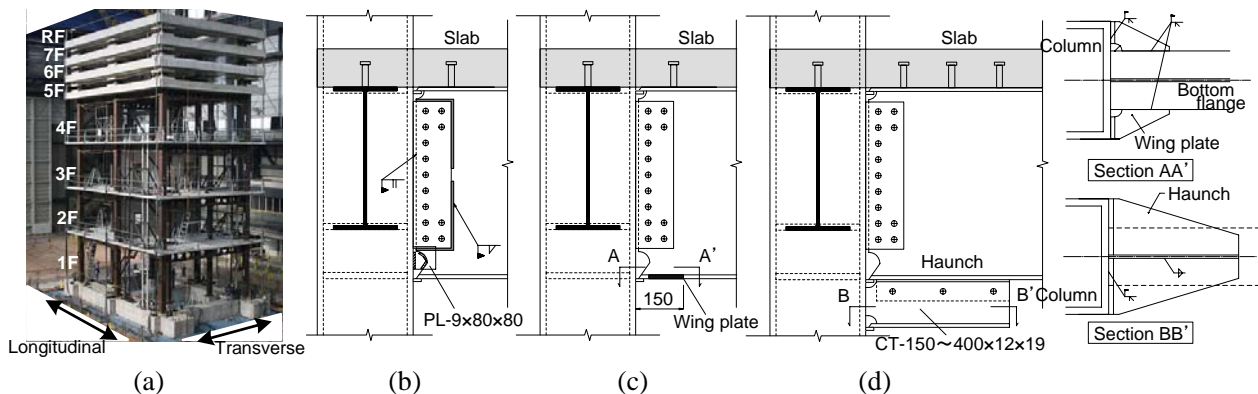 RF
7F
6F
5F
4F
3F
2F
1F
Longitudinal
Transverse
(a)
Slab
PL-9×80×80
(b)
Slab
A
A'
150
Wing plate
(c)
Slab
Haunch
B
B'
CT-150～400×12×19
(d)
Column
Bottom
flange
Wing plate
Section AA'
Haunch
Column
Section BB'